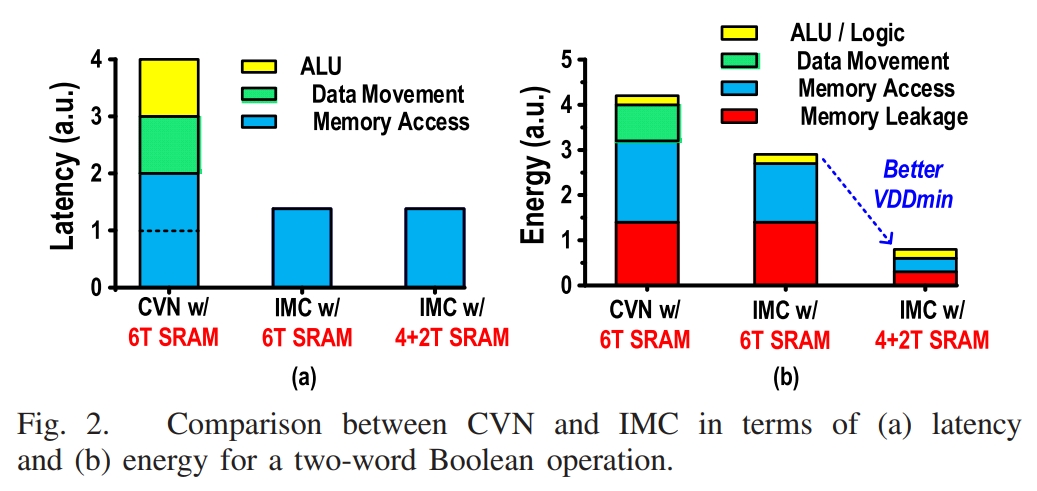 4
3
2
1
0
Latency (a.u.)
ALU
Data Movement
Memory Access
CVN w/
6T SRAM
IMC w/
6T SRAM
IMC w/
4+2T SRAM
(a)
5
4
3
2
1
0
Energy (a.u.)
ALU / Logic
Data Movement
Memory Access
Memory Leakage
Better
VDDmin
CVN w/
6T SRAM
IMC w/
6T SRAM
IMC w/
4+2T SRAM
(b)
Fig. 2. Comparison between CVN and IMC in terms of (a) latency
and (b) energy for a two-word Boolean operation.